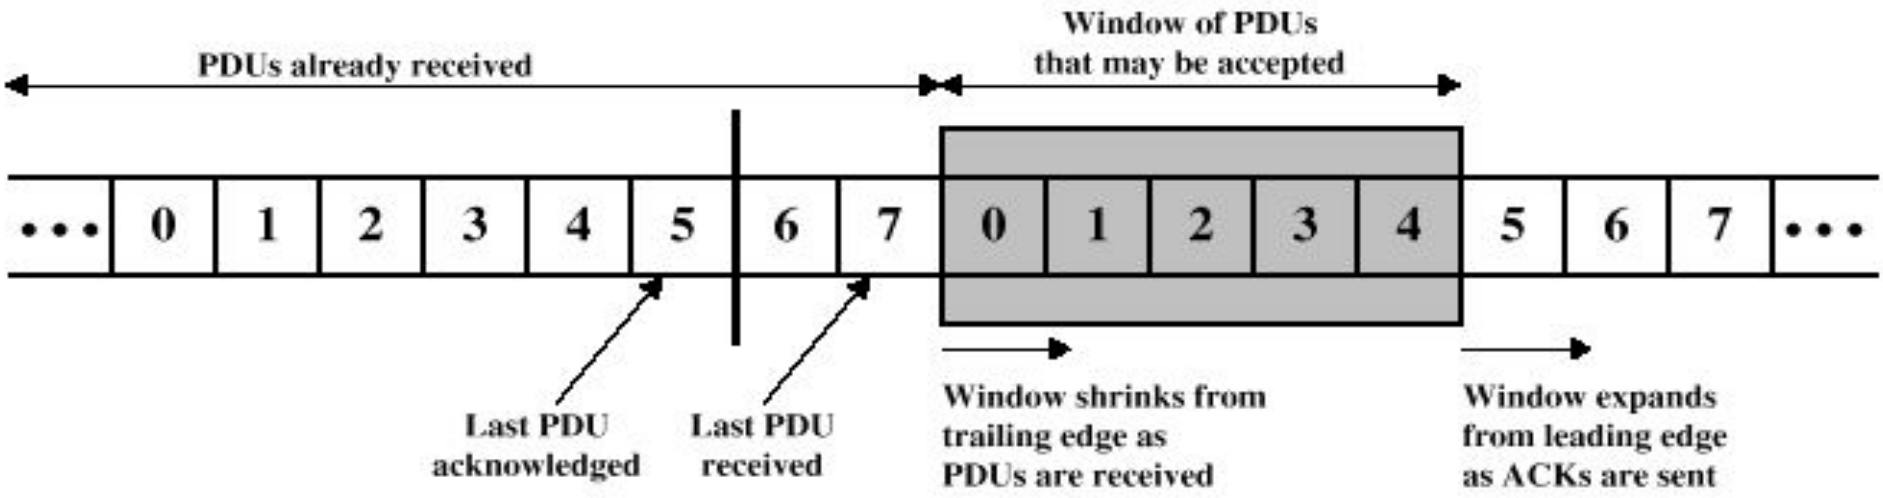 Window of PDUs
PDUs already received
that may be accepted
••• 0 1 2 3 4 5 6 7 0 1 2 3 4 5 6 7 •••
Last PDU
acknowledged
Last PDU
received
Window shrinks from
trailing edge as
PDUs are received
Window expands
from leading edge
as ACKs are sent